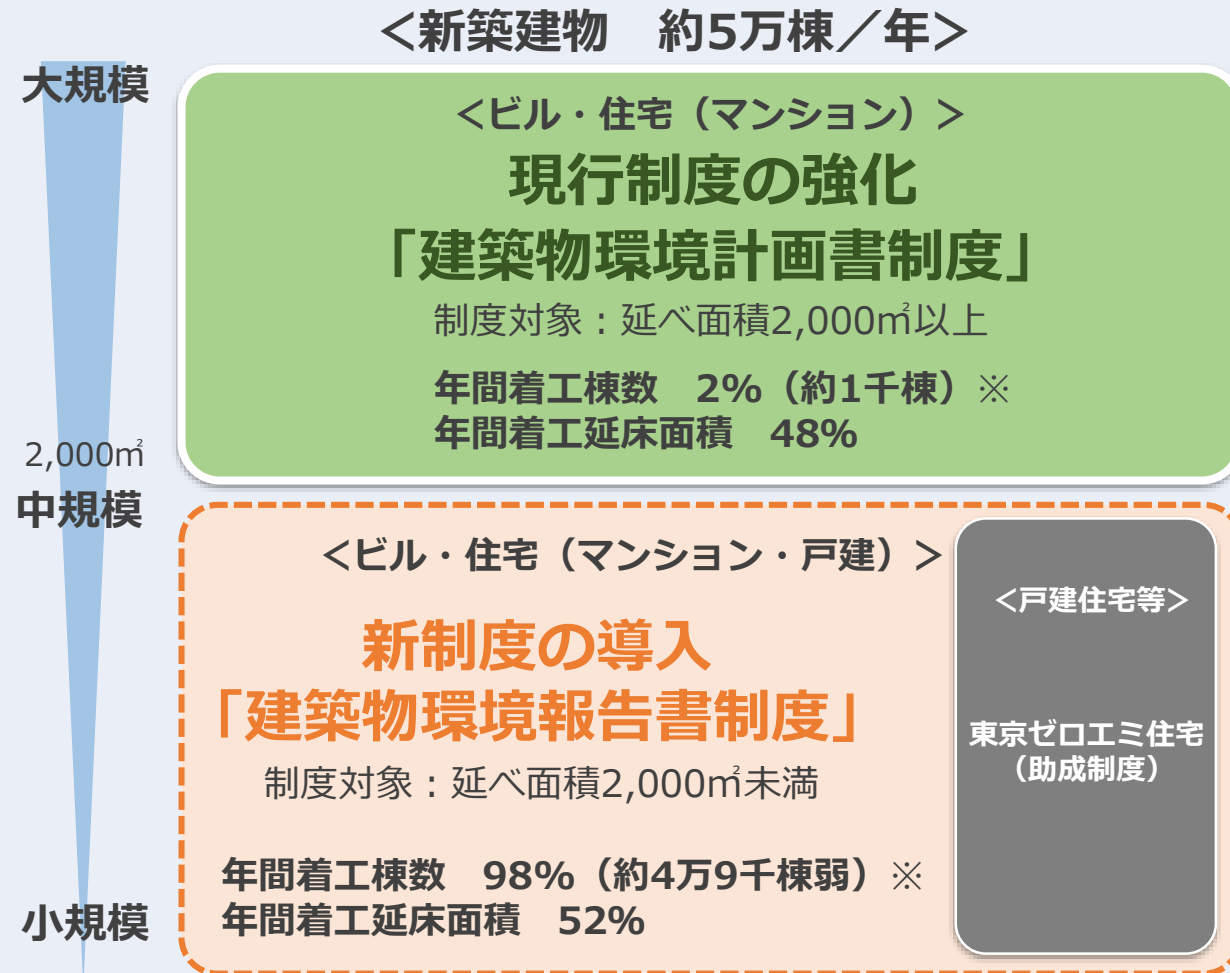 ＜新築建物　約5万棟／年＞
大規模
＜ビル・住宅（マンション）＞
現行制度の強化
「建築物環境計画書制度」
制度対象：延べ面積2,000㎡以上
年間着工棟数　2%（約1千棟）※
年間着工延床面積　48%
2,000㎡
中規模
＜ビル・住宅（マンション・戸建）＞
新制度の導入
「建築物環境報告書制度」
制度対象：延べ面積2,000㎡未満
年間着工棟数　98%（約4万9千棟弱）※
年間着工延床面積　52%
＜戸建住宅等＞
東京ゼロエミ住宅
（助成制度）
小規模